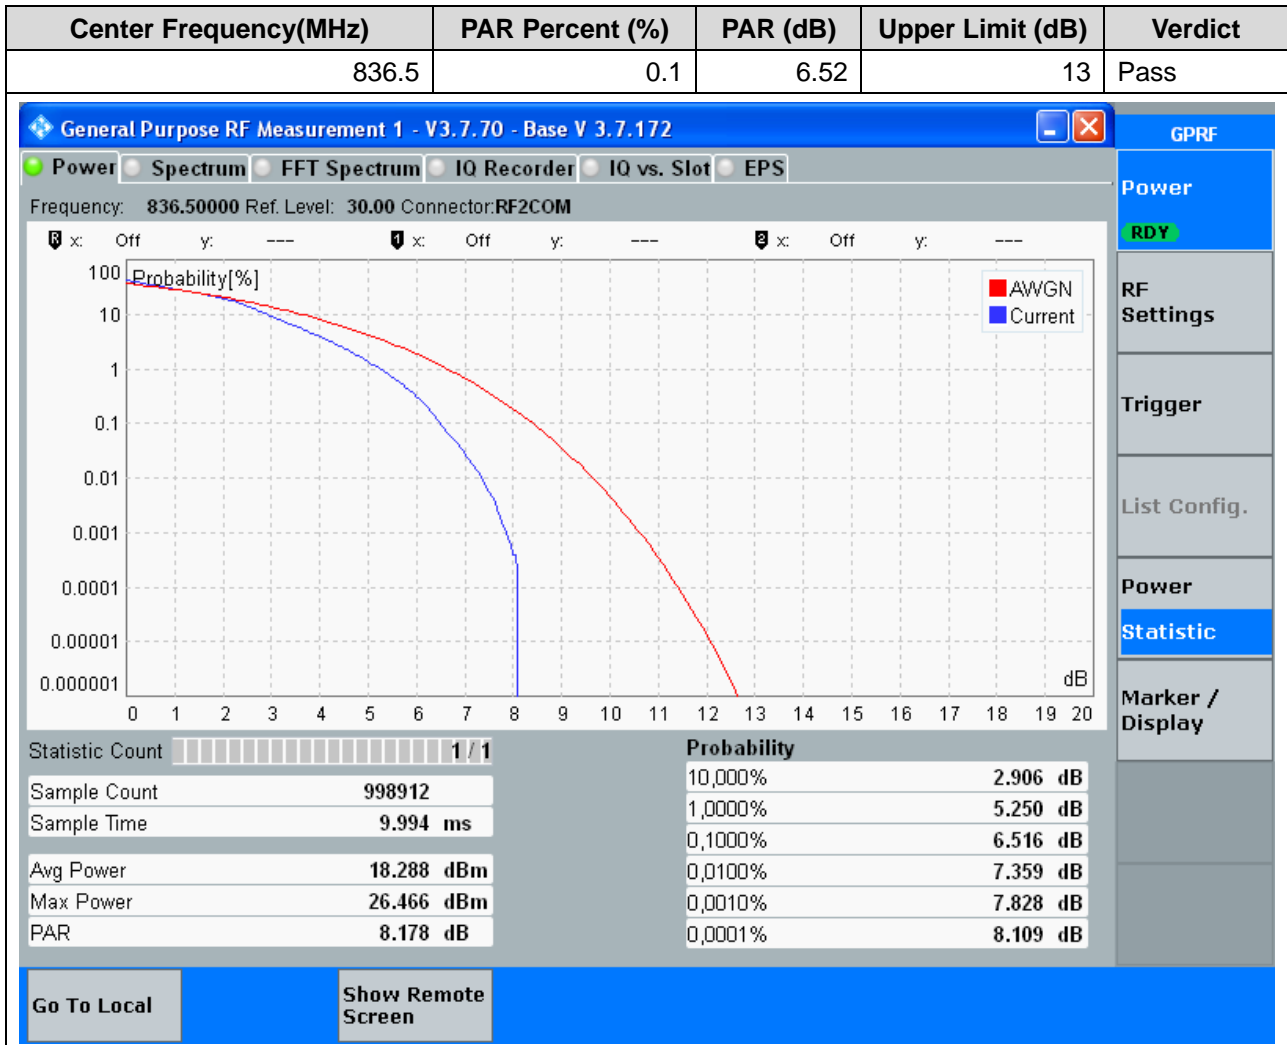 Center Frequency(MHz) PAR Percent (%) PAR (dB) Upper Limit (dB) Verdict
836.5 0.1 6.52 13 Pass
General Purpose RF Measurement 1 - V3.7.70 - Base V 3.7.172
GPRF
Power Spectrum FFT Spectrum IQ Recorder IQ vs. Slot EPS
Frequency: 836.50000 Ref. Level: 30.00 Connector:RF2COM
R x: Off y: --- 1 x: Off y: --- 2 x: Off y: ---
Probability[%]
AWGN
Current
100
10
1
0.1
0.01
0.001
0.0001
0.00001
0.000001
dB
0 1 2 3 4 5 6 7 8 9 10 11 12 13 14 15 16 17 18 19 20
Statistic Count 1 / 1
Sample Count 998912
Sample Time 9.994 ms
Avg Power 18.288 dBm
Max Power 26.466 dBm
PAR 8.178 dB
Probability
10,000% 2.906 dB
1,0000% 5.250 dB
0,1000% 6.516 dB
0,0100% 7.359 dB
0,0010% 7.828 dB
0,0001% 8.109 dB
Power
RDY
RF
Settings
Trigger
List Config.
Power
Statistic
Marker /
Display
Go To Local
Show Remote
Screen